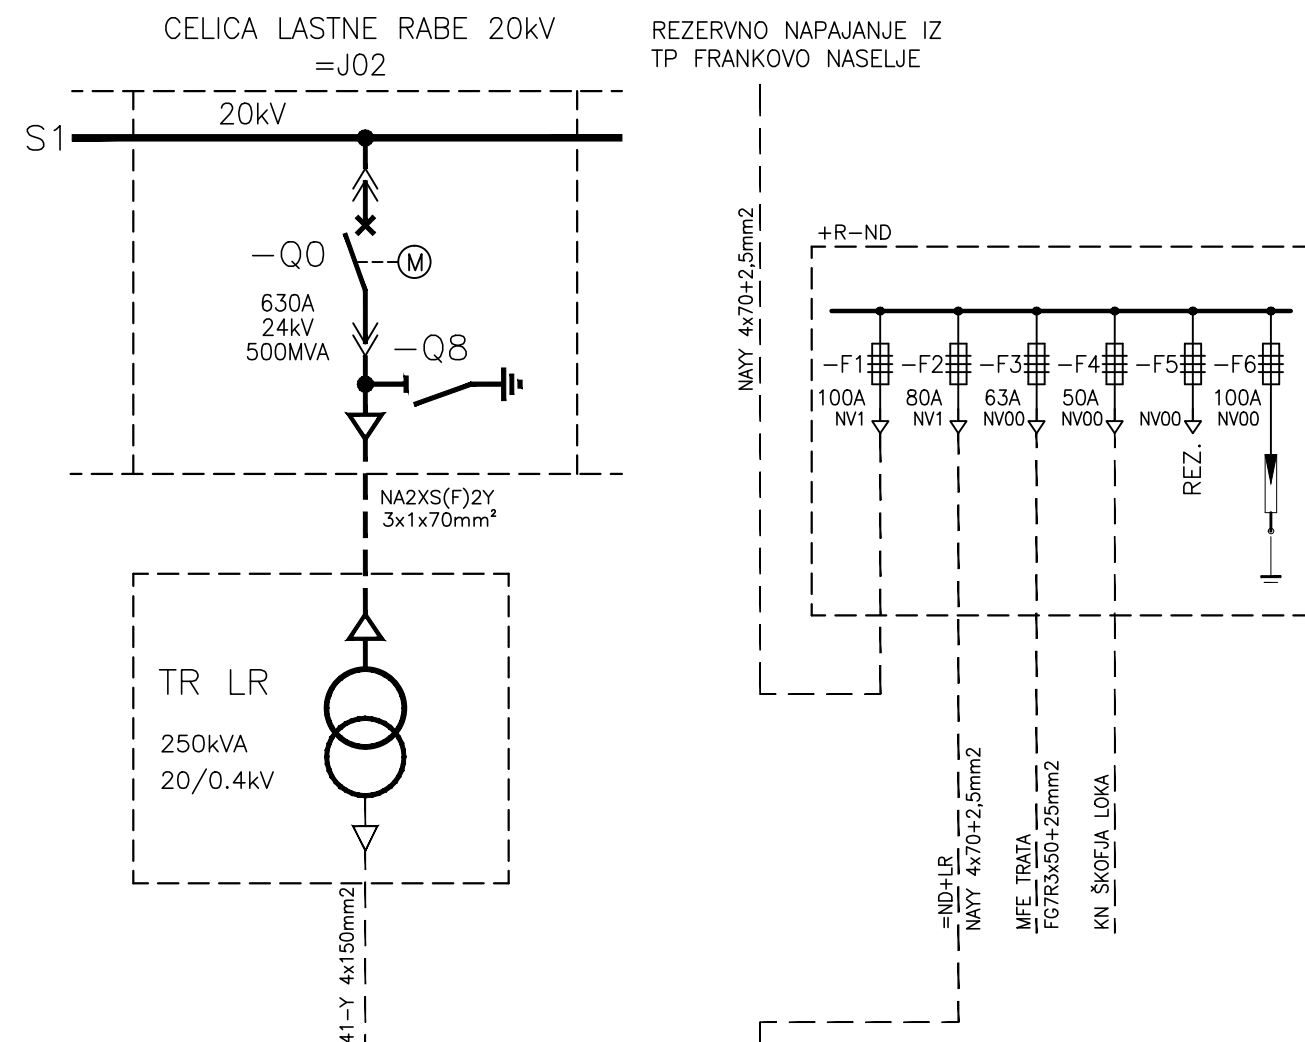 CELICA LASTNE RABE 20kV
=J02
20kV
S1
-Q0
M
630A
24kV
500MVA
-Q8
NA2XS(F)2Y
3x1x70mm²
TR LR
250kVA
20/0.4kV
41-Y 4x150mm2
REZERVNO NAPAJANJE IZ
TP FRANKOVO NASELJE
NAYY 4x70+2,5mm2
+R-ND
-F1
100A
NV1
-F2
80A
NV1
-F3
63A
NV00
-F4
50A
NV00
-F5
NV00
REZ.
-F6
100A
NV00
=ND+LR
NAYY 4x70+2,5mm2
MFE TRATA
FG7R3x50+25mm2
KN ŠKOFJA LOKA